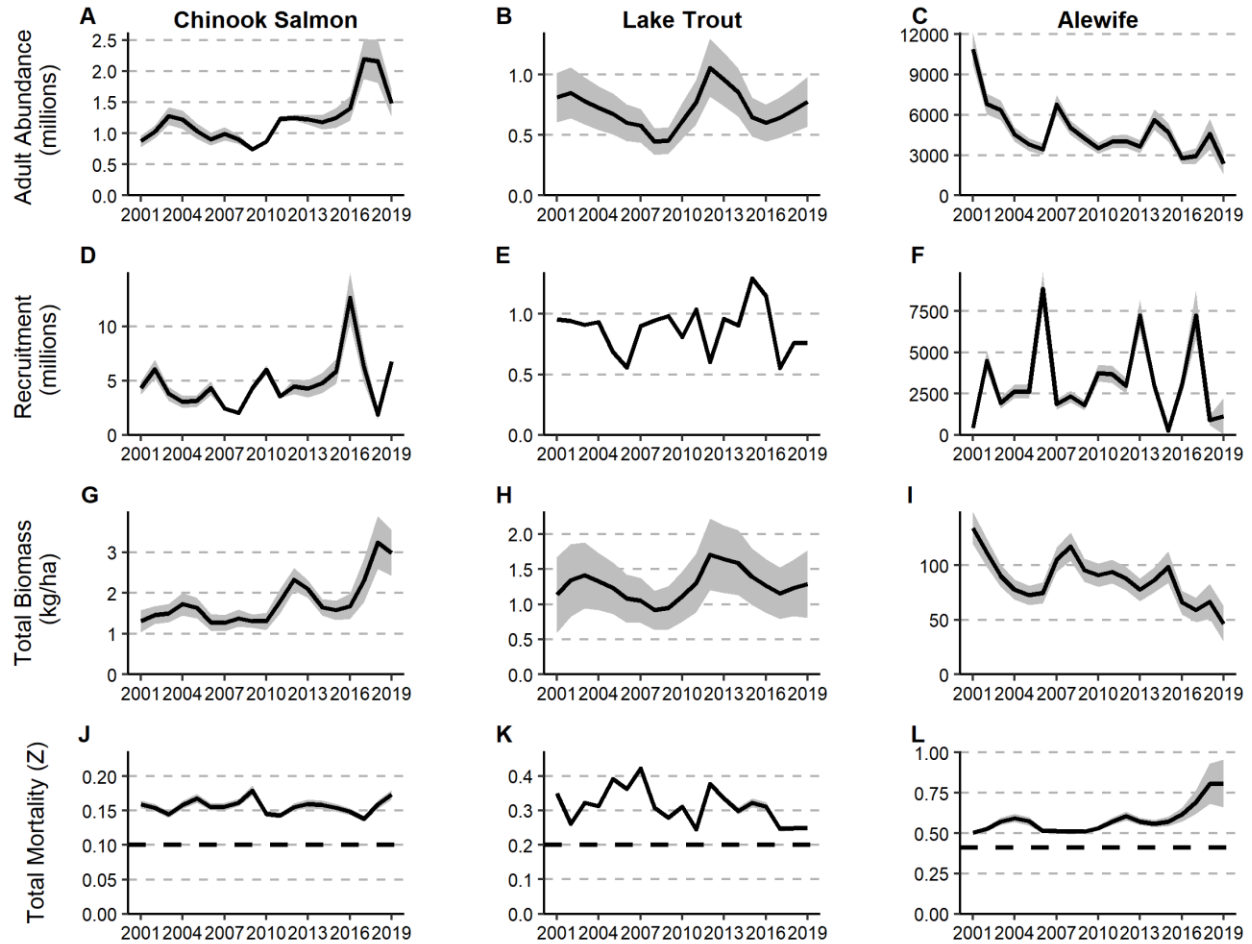 A Chinook Salmon B Lake Trout C Alewife
Adult Abundance
(millions)
2.5
2.0
1.5
1.0
0.5
0.0
2001 2004 2007 2010 2013 2016 2019
1.0
0.5
0.0
2001 2004 2007 2010 2013 2016 2019
12000
9000
6000
3000
0
2001 2004 2007 2010 2013 2016 2019
D E F
Recruitment
(millions)
10
5
0
2001 2004 2007 2010 2013 2016 2019
1.0
0.5
0.0
2001 2004 2007 2010 2013 2016 2019
7500
5000
2500
0
2001 2004 2007 2010 2013 2016 2019
G H I
Total Biomass
(kg/ha)
3
2
1
0
2001 2004 2007 2010 2013 2016 2019
2.0
1.5
1.0
0.5
0.0
2001 2004 2007 2010 2013 2016 2019
100
50
0
2001 2004 2007 2010 2013 2016 2019
J K L
Total Mortality (Z)
0.20
0.15
0.10
0.05
0.00
2001 2004 2007 2010 2013 2016 2019
0.4
0.3
0.2
0.1
0.0
2001 2004 2007 2010 2013 2016 2019
1.00
0.75
0.50
0.25
0.00
2001 2004 2007 2010 2013 2016 2019